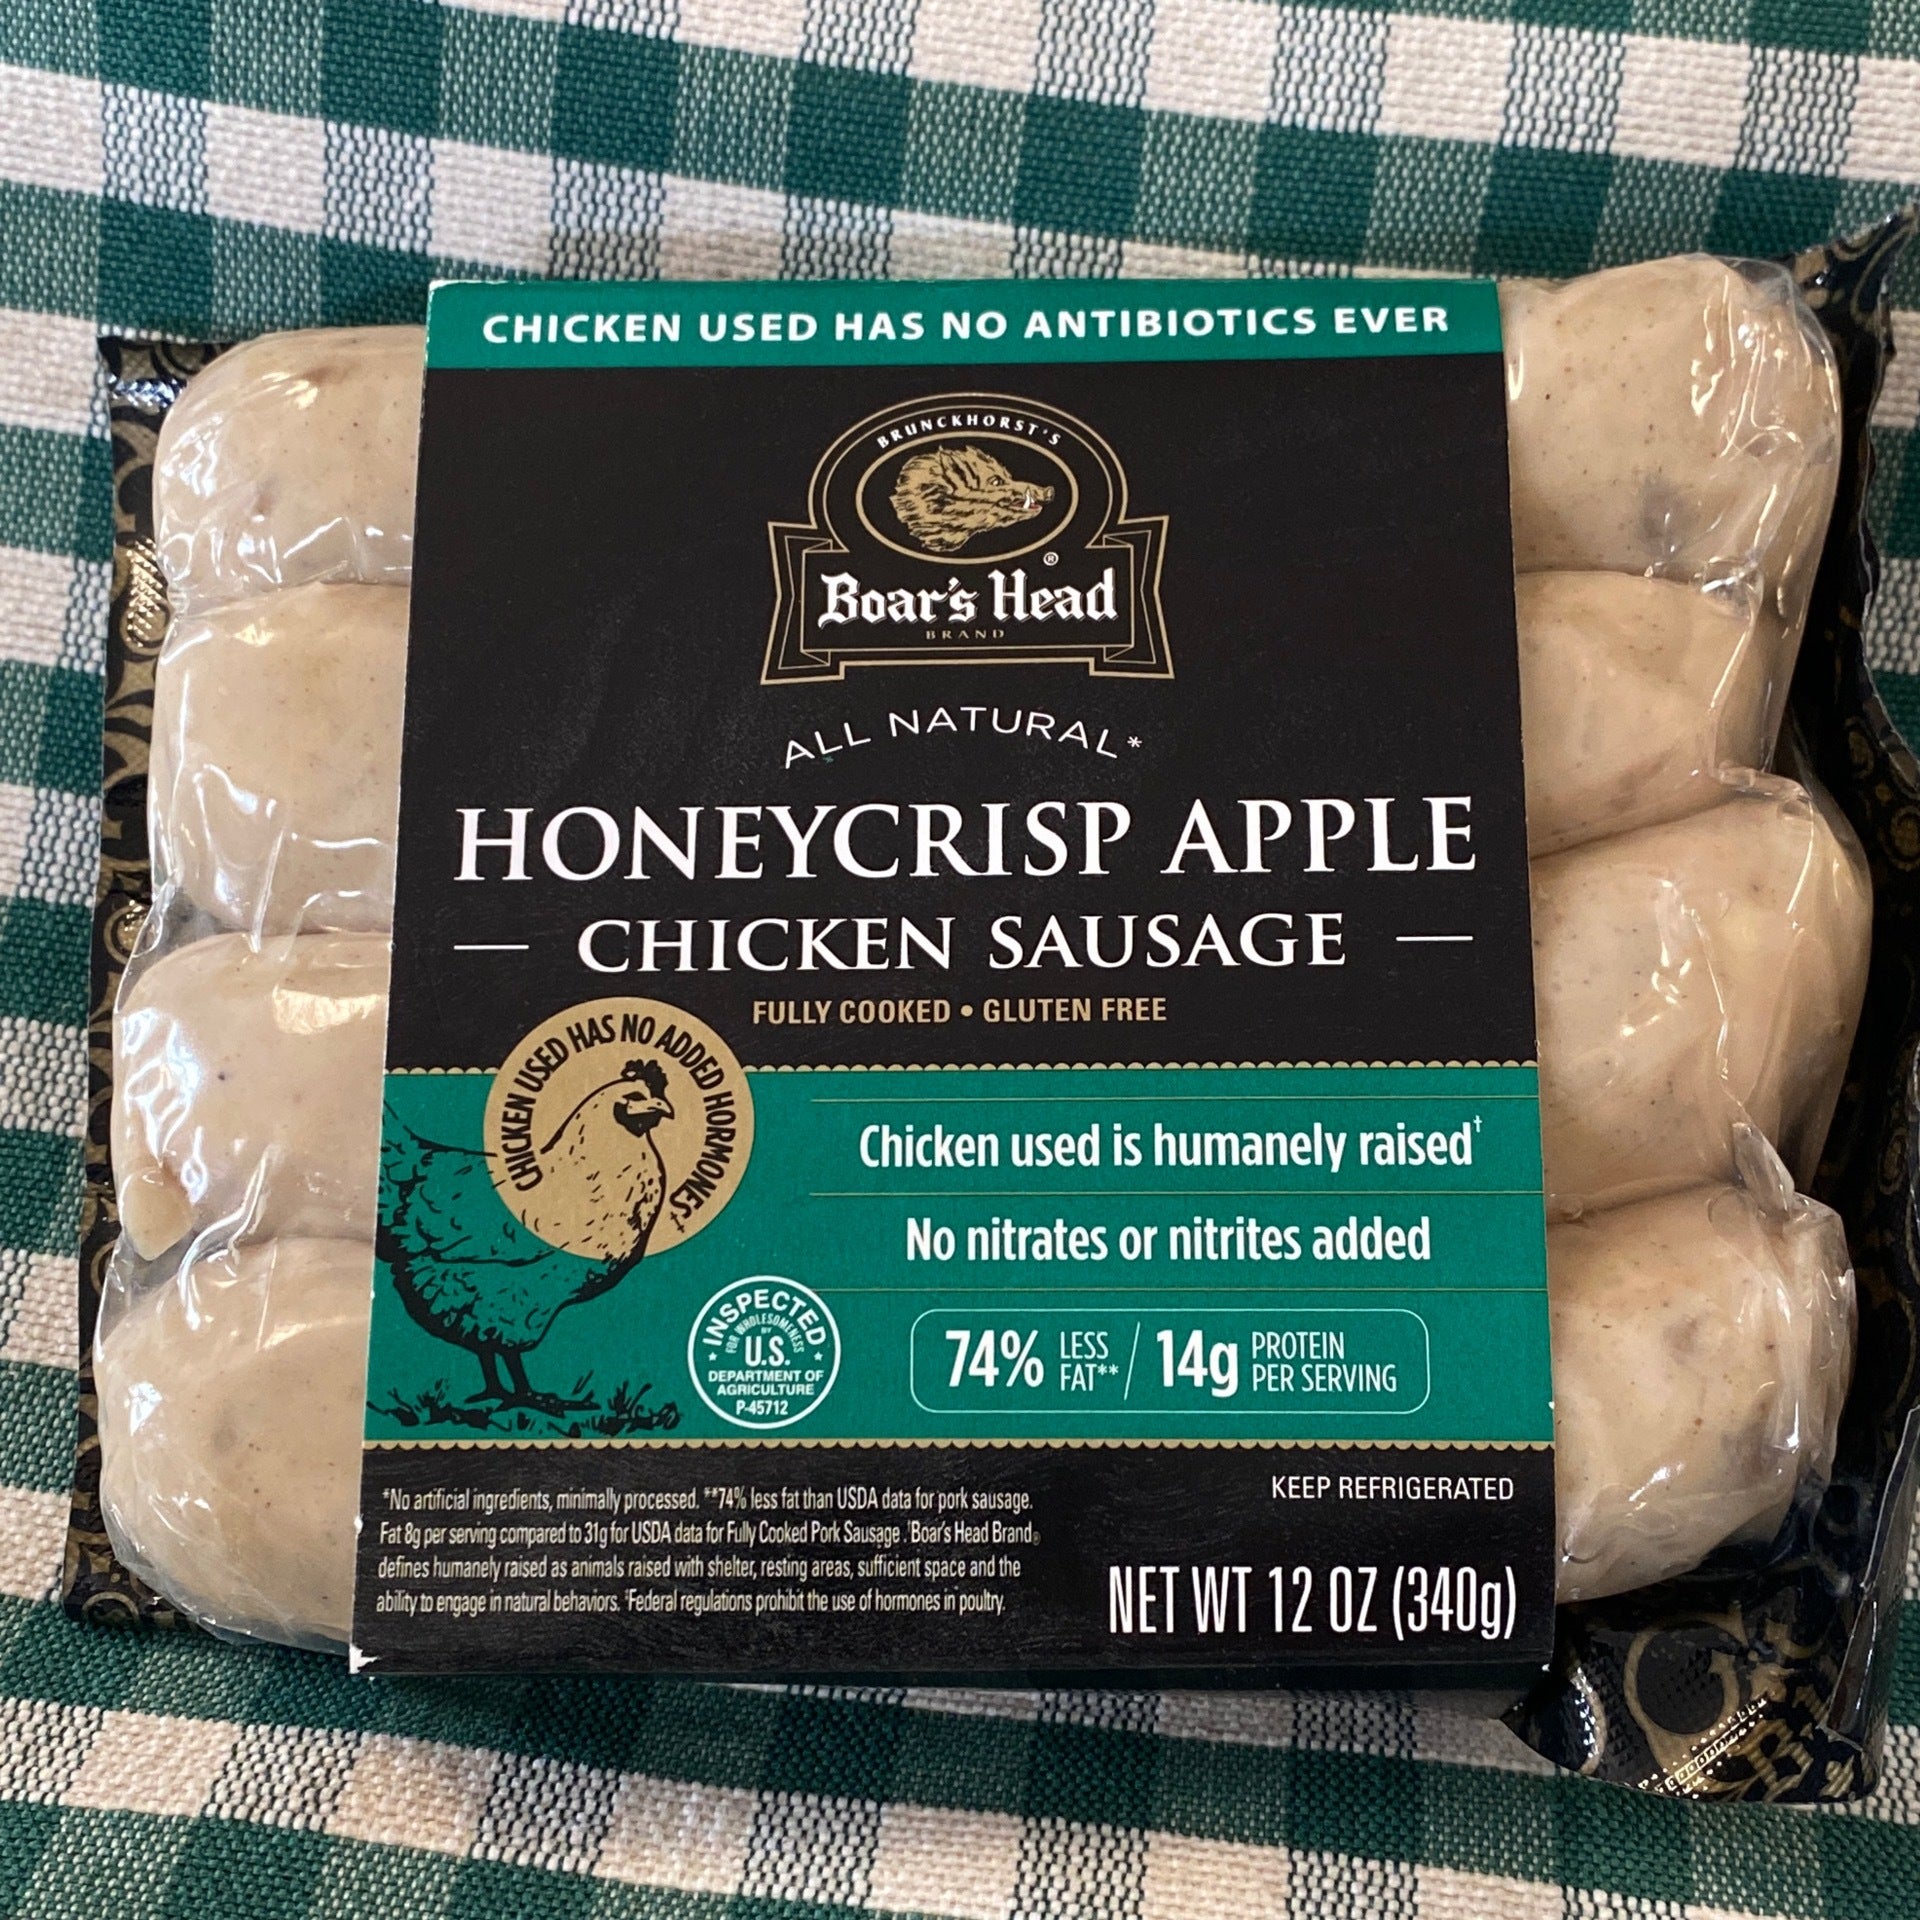 CHICKEN USED HAS NO ANTIBIOTICS EVER
BRUNCKHORST'S
Boar's Head®
BRAND
ALL NATURAL*
HONEYCRISP APPLE
— CHICKEN SAUSAGE —
FULLY COOKED • GLUTEN FREE
CHICKEN USED HAS NO ADDED HORMONES‡
Chicken used is humanely raised†
No nitrates or nitrites added
INSPECTED
FOR WHOLESOMENESS
BY
U.S.
DEPARTMENT OF
AGRICULTURE
P-45712
74% LESS FAT** / 14g PROTEIN PER SERVING
*No artificial ingredients, minimally processed. **74% less fat than USDA data for pork sausage.
Fat 8g per serving compared to 31g for USDA data for Fully Cooked Pork Sausage. †Boar's Head Brand®
defines humanely raised as animals raised with shelter, resting areas, sufficient space and the
ability to engage in natural behaviors. ‡Federal regulations prohibit the use of hormones in poultry.
KEEP REFRIGERATED
NET WT 12 OZ (340g)